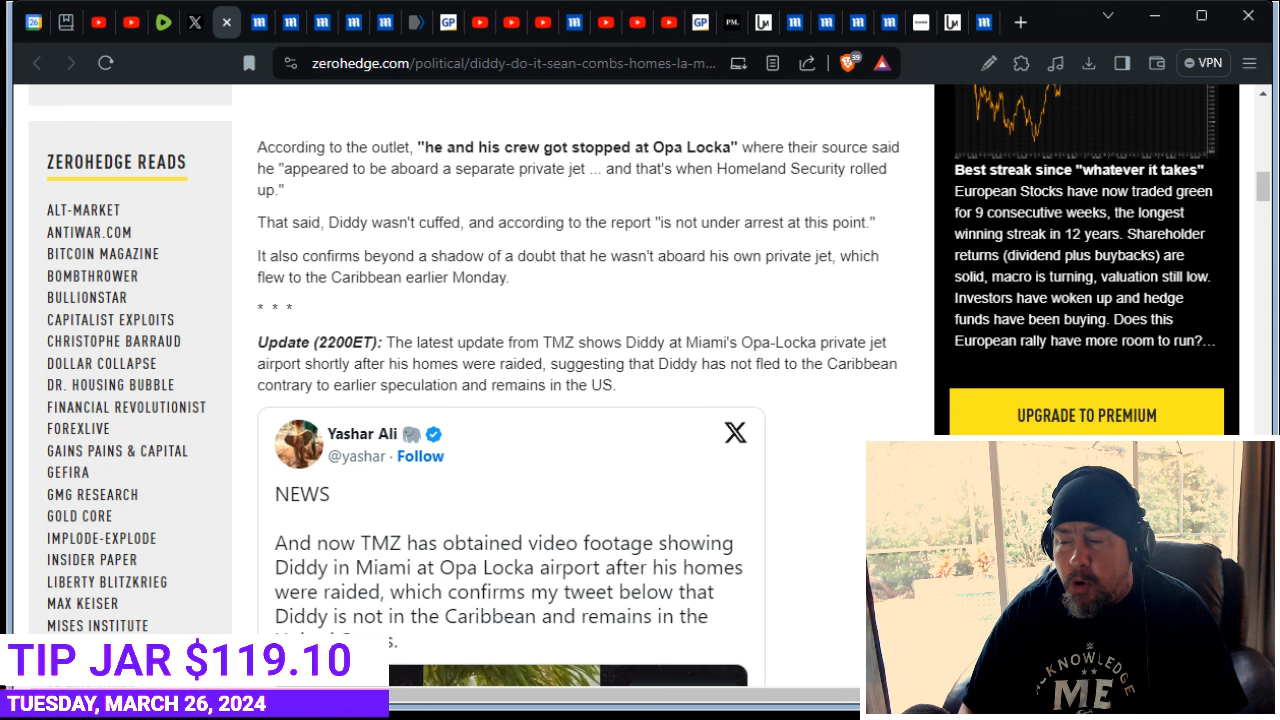 zerohedge.com/political/diddy-do-it-sean-combs-homes-la-m...
39
VPN
ZEROHEDGE READS
ALT-MARKET
ANTIWAR.COM
BITCOIN MAGAZINE
BOMBTHROWER
BULLIONSTAR
CAPITALIST EXPLOITS
CHRISTOPHE BARRAUD
DOLLAR COLLAPSE
DR. HOUSING BUBBLE
FINANCIAL REVOLUTIONIST
FOREXLIVE
GAINS PAINS & CAPITAL
GEFIRA
GMG RESEARCH
GOLD CORE
IMPLODE-EXPLODE
INSIDER PAPER
LIBERTY BLITZKRIEG
MAX KEISER
MISES INSTITUTE
According to the outlet, "he and his crew got stopped at Opa Locka" where their source said
he "appeared to be aboard a separate private jet ... and that's when Homeland Security rolled
up."
That said, Diddy wasn't cuffed, and according to the report "is not under arrest at this point."
It also confirms beyond a shadow of a doubt that he wasn't aboard his own private jet, which
flew to the Caribbean earlier Monday.
* * *
Update (2200ET): The latest update from TMZ shows Diddy at Miami's Opa-Locka private jet
airport shortly after his homes were raided, suggesting that Diddy has not fled to the Caribbean
contrary to earlier speculation and remains in the US.
Yashar Ali
@yashar · Follow
NEWS
And now TMZ has obtained video footage showing
Diddy in Miami at Opa Locka airport after his homes
were raided, which confirms my tweet below that
Diddy is not in the Caribbean and remains in the
Best streak since "whatever it takes"
European Stocks have now traded green
for 9 consecutive weeks, the longest
winning streak in 12 years. Shareholder
returns (dividend plus buybacks) are
solid, macro is turning, valuation still low.
Investors have woken up and hedge
funds have been buying. Does this
European rally have more room to run?...
UPGRADE TO PREMIUM
ACKNOWLEDGE
ME
TIP JAR $119.10
TUESDAY, MARCH 26, 2024